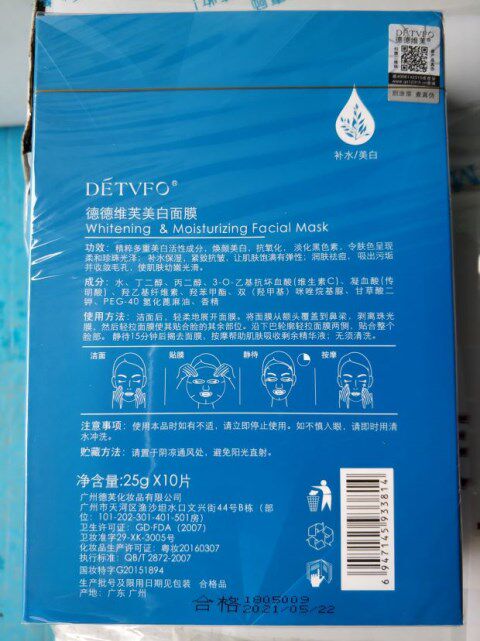 DÉTVFO
德德维芙
补水/美白
DÉTVFO®
德德维芙美白面膜
Whitening & Moisturizing Facial Mask
功效：精粹多重美白活性成分，焕颜美白，抗氧化，淡化黑色素，令肤色呈现
柔和珍珠光泽；补水保湿，紧致抗皱，让肌肤饱满有弹性；润肤祛痘，吸出污垢
并收敛毛孔，使肌肤幼嫩光滑。
成分：水、丁二醇、丙二醇、3-O-乙基抗坏血酸(维生素C)、凝血酸(传
明酸)、羟乙基纤维素、羟苯甲酯、双(羟甲基)咪唑烷基脲、甘草酸二
钾、PEG-40 氢化蓖麻油、香精
使用方法：洁面后，轻柔地展开面膜。将面膜从额头覆盖到鼻梁，剥离珠光
膜，然后轻拉面膜使其贴合脸的其余部位。沿下巴轮廓轻拉面膜两侧，贴合整个
脸部。静待15分钟后揭去面膜，按摩帮助肌肤吸收剩余精华液；无须清洗。
洁面 贴膜 静待 按摩
注意事项：使用本品时如有不适，请立即停止使用。如不慎入眼，请即时用清
水冲洗。
贮藏方法：请置于阴凉通风处，避免阳光直射。
净含量:25g X10片
广州德美化妆品有限公司
广州市天河区渔沙坦水口文兴街44号B栋（部
位：101-202-301-401-501房）
卫生许可证：GD·FDA（2007）
卫妆准字29-XK-3005号
化妆品生产许可证：粤妆20160307
执行标准：QB/T 2872-2007
国妆特字G20151894
生产批号及限用日期见包装 合格品
产地：广东 广州
合格 1805009
2021/05/22
6947145933814